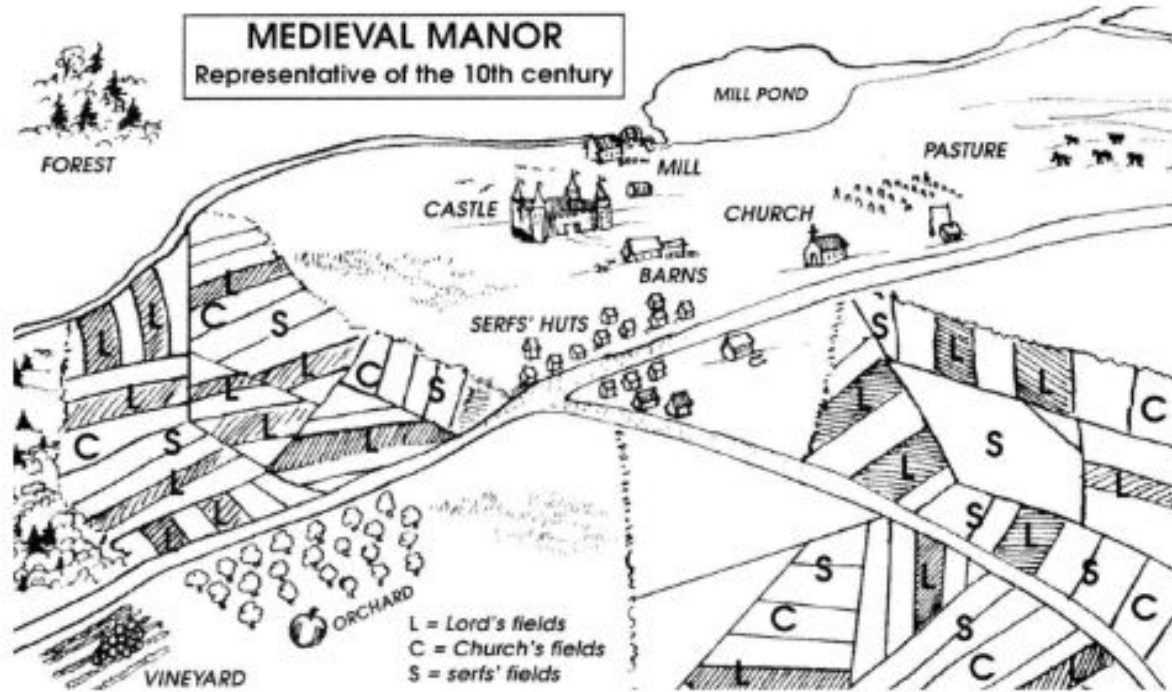 MEDIEVAL MANOR
Representative of the 10th century
FOREST
MILL POND
MILL
PASTURE
CASTLE
CHURCH
BARNS
SERFS' HUTS
L
L
L
C
S
S
L
L
C
L
L
L
C
S
L
C
S
L
L
S
C
L
L
S
L
L
L
S
L
S
L
S
C
C
L
S
C
L
L
ORCHARD
VINEYARD
L = Lord's fields
C = Church's fields
S = serfs' fields